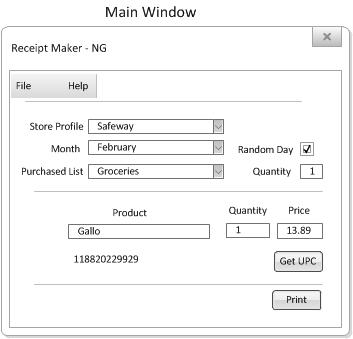 Main Window
Receipt Maker - NG
File Help
Store Profile Safeway
Month February Random Day
Purchased List Groceries Quantity 1
Product Quantity Price
Gallo 1 13.89
118820229929 Get UPC
Print